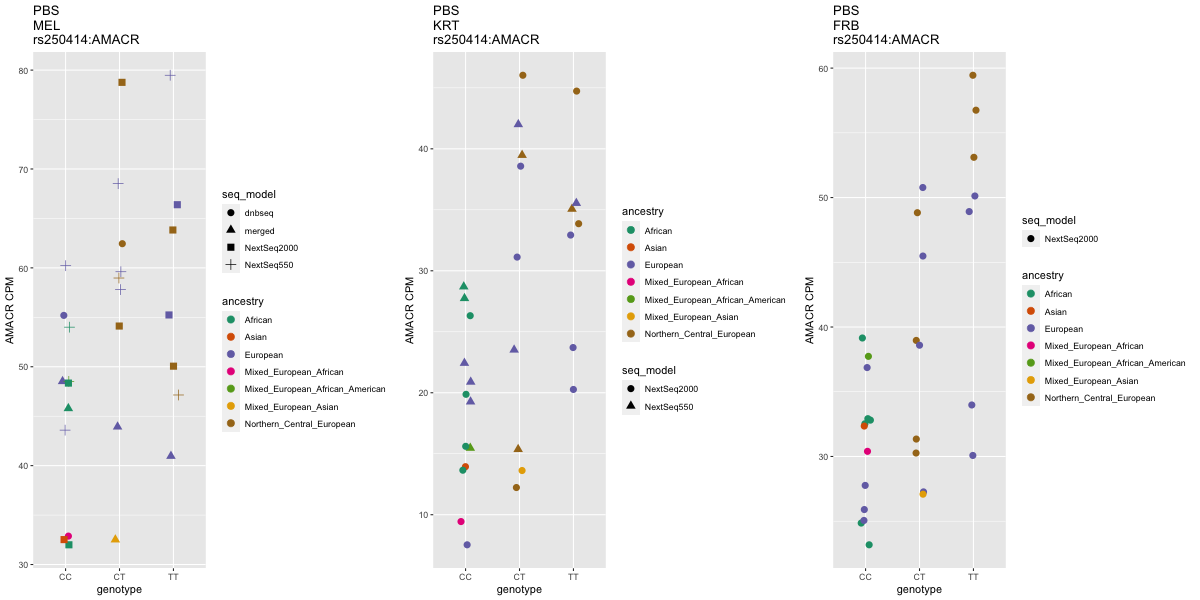 PBS
MEL
rs250414:AMACR
80
70
60
50
40
30
AMACR CPM
CC
CT
TT
genotype
seq_model
dnbseq
merged
NextSeq2000
NextSeq550
ancestry
African
Asian
European
Mixed_European_African
Mixed_European_African_American
Mixed_European_Asian
Northern_Central_European
PBS
KRT
rs250414:AMACR
40
30
20
10
AMACR CPM
CC
CT
TT
genotype
ancestry
African
Asian
European
Mixed_European_African
Mixed_European_African_American
Mixed_European_Asian
Northern_Central_European
seq_model
NextSeq2000
NextSeq550
PBS
FRB
rs250414:AMACR
60
50
40
30
AMACR CPM
CC
CT
TT
genotype
seq_model
NextSeq2000
ancestry
African
Asian
European
Mixed_European_African
Mixed_European_African_American
Mixed_European_Asian
Northern_Central_European